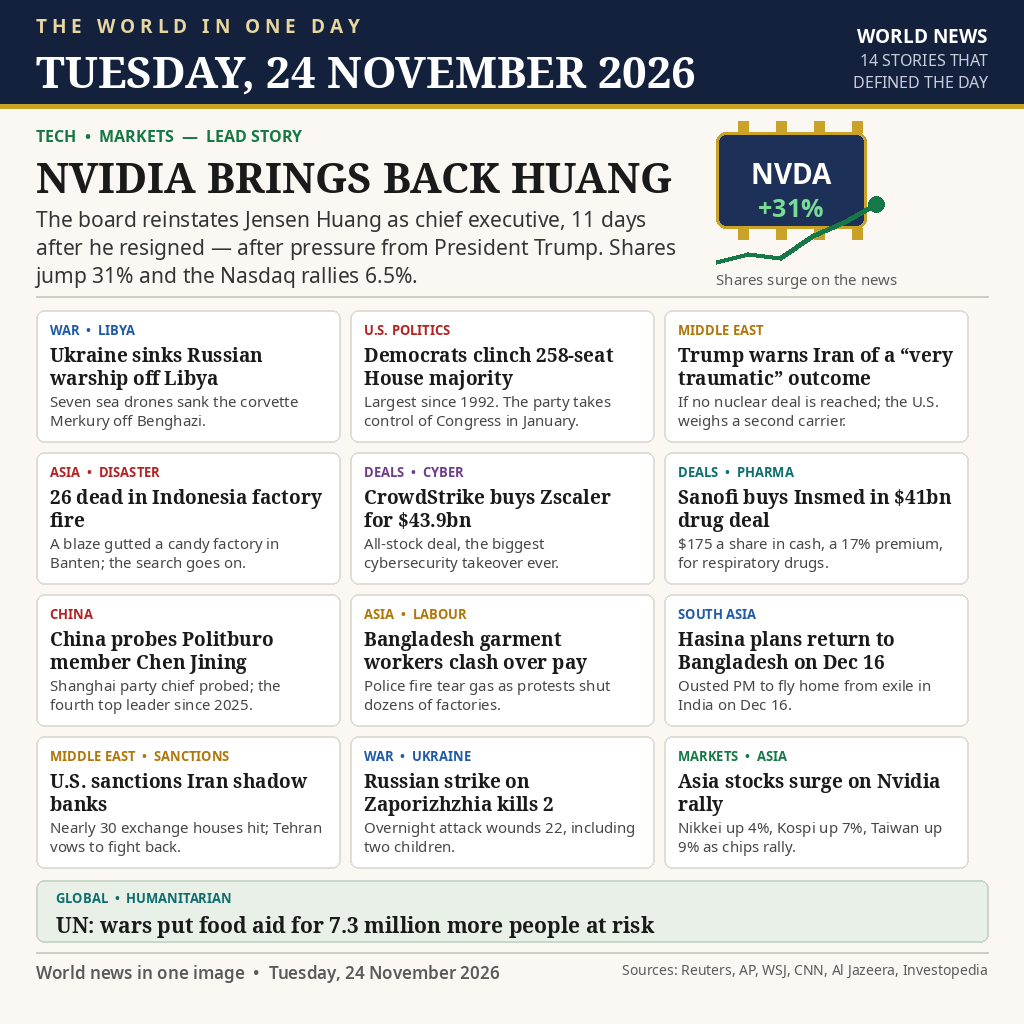 THE WORLD IN ONE DAY
TUESDAY, 24 NOVEMBER 2026
WORLD NEWS
14 STORIES THAT
DEFINED THE DAY
TECH • MARKETS — LEAD STORY
NVIDIA BRINGS BACK HUANG
The board reinstates Jensen Huang as chief executive, 11 days
after he resigned — after pressure from President Trump. Shares
jump 31% and the Nasdaq rallies 6.5%.
NVDA
+31%
Shares surge on the news
WAR • LIBYA
Ukraine sinks Russian
warship off Libya
Seven sea drones sank the corvette
Merkury off Benghazi.
U.S. POLITICS
Democrats clinch 258-seat
House majority
Largest since 1992. The party takes
control of Congress in January.
MIDDLE EAST
Trump warns Iran of a “very
traumatic” outcome
If no nuclear deal is reached; the U.S.
weighs a second carrier.
ASIA • DISASTER
26 dead in Indonesia factory
fire
A blaze gutted a candy factory in
Banten; the search goes on.
DEALS • CYBER
CrowdStrike buys Zscaler
for $43.9bn
All-stock deal, the biggest
cybersecurity takeover ever.
DEALS • PHARMA
Sanofi buys Insmed in $41bn
drug deal
$175 a share in cash, a 17% premium,
for respiratory drugs.
CHINA
China probes Politburo
member Chen Jining
Shanghai party chief probed; the
fourth top leader since 2025.
ASIA • LABOUR
Bangladesh garment
workers clash over pay
Police fire tear gas as protests shut
dozens of factories.
SOUTH ASIA
Hasina plans return to
Bangladesh on Dec 16
Ousted PM to fly home from exile in
India on Dec 16.
MIDDLE EAST • SANCTIONS
U.S. sanctions Iran shadow
banks
Nearly 30 exchange houses hit; Tehran
vows to fight back.
WAR • UKRAINE
Russian strike on
Zaporizhzhia kills 2
Overnight attack wounds 22, including
two children.
MARKETS • ASIA
Asia stocks surge on Nvidia
rally
Nikkei up 4%, Kospi up 7%, Taiwan up
9% as chips rally.
GLOBAL • HUMANITARIAN
UN: wars put food aid for 7.3 million more people at risk
World news in one image • Tuesday, 24 November 2026
Sources: Reuters, AP, WSJ, CNN, Al Jazeera, Investopedia